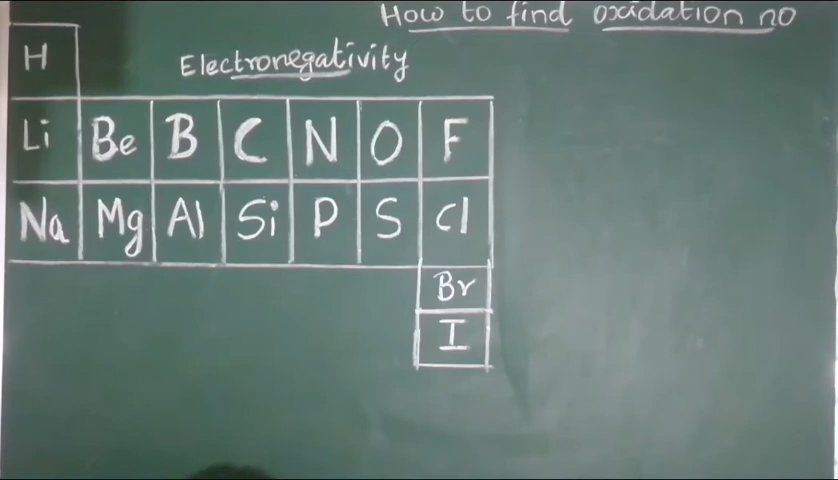 How to find oxidation no
H
Electronegativity
Li Be B C N O F
Na Mg Al Si P S Cl
Br
I